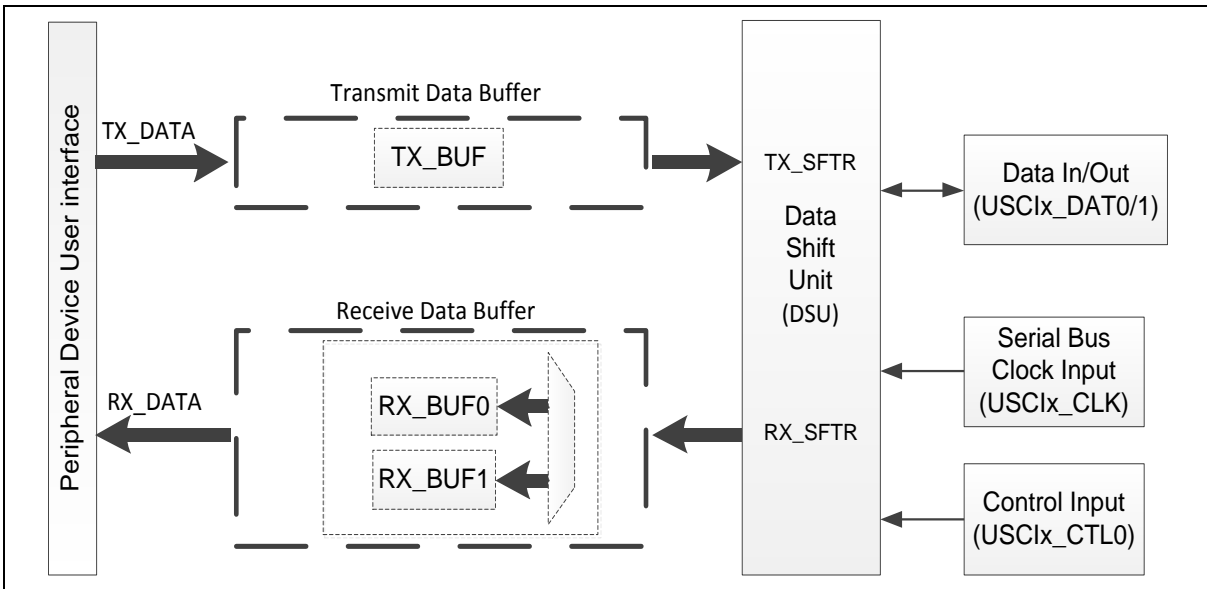 Peripheral Device User interface
TX_DATA
Transmit Data Buffer
TX_BUF
RX_DATA
Receive Data Buffer
RX_BUF0
RX_BUF1
TX_SFTR
Data
Shift
Unit
(DSU)
RX_SFTR
Data In/Out
(USCIx_DAT0/1)
Serial Bus
Clock Input
(USCIx_CLK)
Control Input
(USCIx_CTL0)